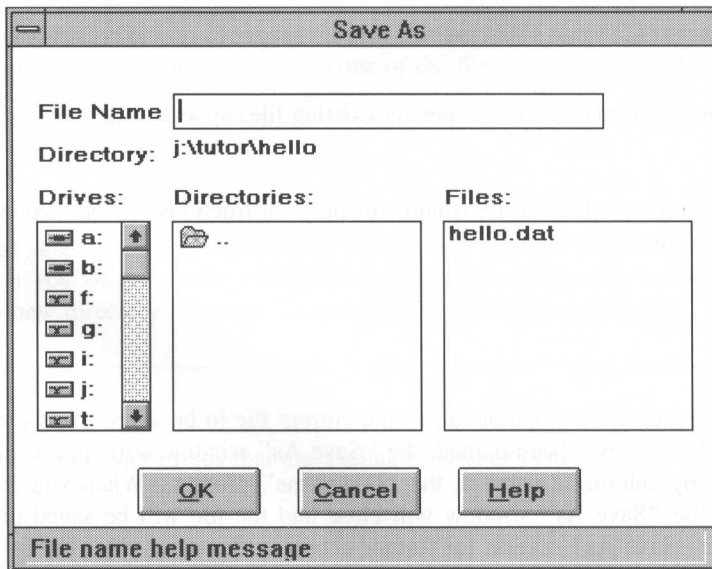 Save As
File Name
Directory: j:\tutor\hello
Drives: Directories: Files:
a: .. hello.dat
b:
f:
g:
i:
j:
t:
OK Cancel Help
File name help message